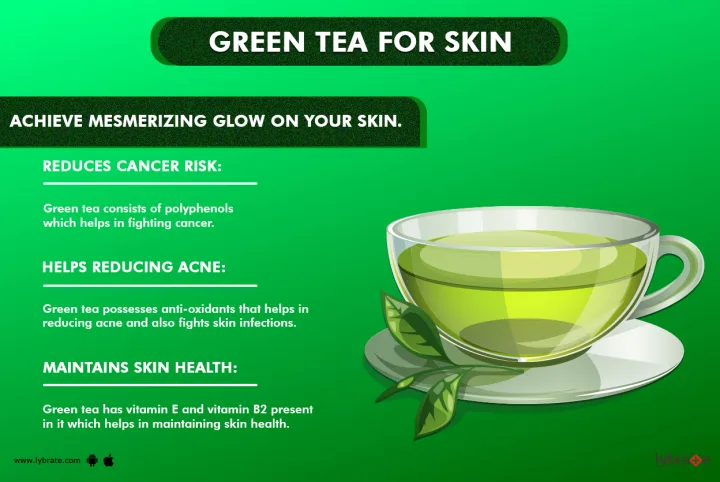 GREEN TEA FOR SKIN
ACHIEVE MESMERIZING GLOW ON YOUR SKIN.
REDUCES CANCER RISK:
Green tea consists of polyphenols
which helps in fighting cancer.
HELPS REDUCING ACNE:
Green tea possesses anti-oxidants that helps in
reducing acne and also fights skin infections.
MAINTAINS SKIN HEALTH:
Green tea has vitamin E and vitamin B2 present
in it which helps in maintaining skin health.
www.lybrate.com